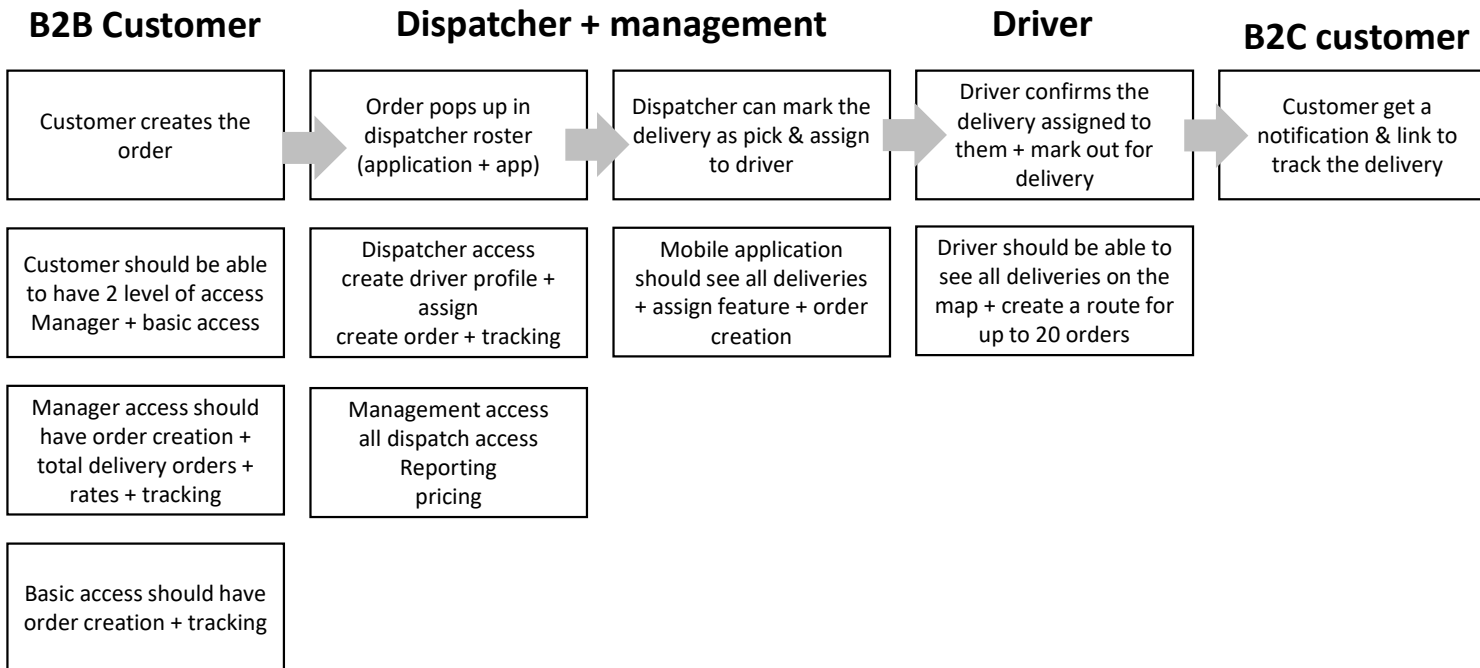 B2B Customer
Dispatcher + management
Driver
B2C customer
Customer creates the
order
Order pops up in
dispatcher roster
(application + app)
Dispatcher can mark the
delivery as pick & assign
to driver
Driver confirms the
delivery assigned to
them + mark out for
delivery
Customer get a
notification & link to
track the delivery
Customer should be able
to have 2 level of access
Manager + basic access
Dispatcher access
create driver profile +
assign
create order + tracking
Mobile application
should see all deliveries
+ assign feature + order
creation
Driver should be able to
see all deliveries on the
map + create a route for
up to 20 orders
Manager access should
have order creation +
total delivery orders +
rates + tracking
Management access
all dispatch access
Reporting
pricing
Basic access should have
order creation + tracking